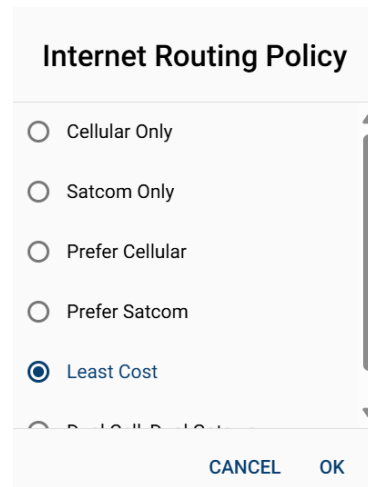 Internet Routing Policy
Cellular Only
Satcom Only
Prefer Cellular
Prefer Satcom
Least Cost
CANCEL OK